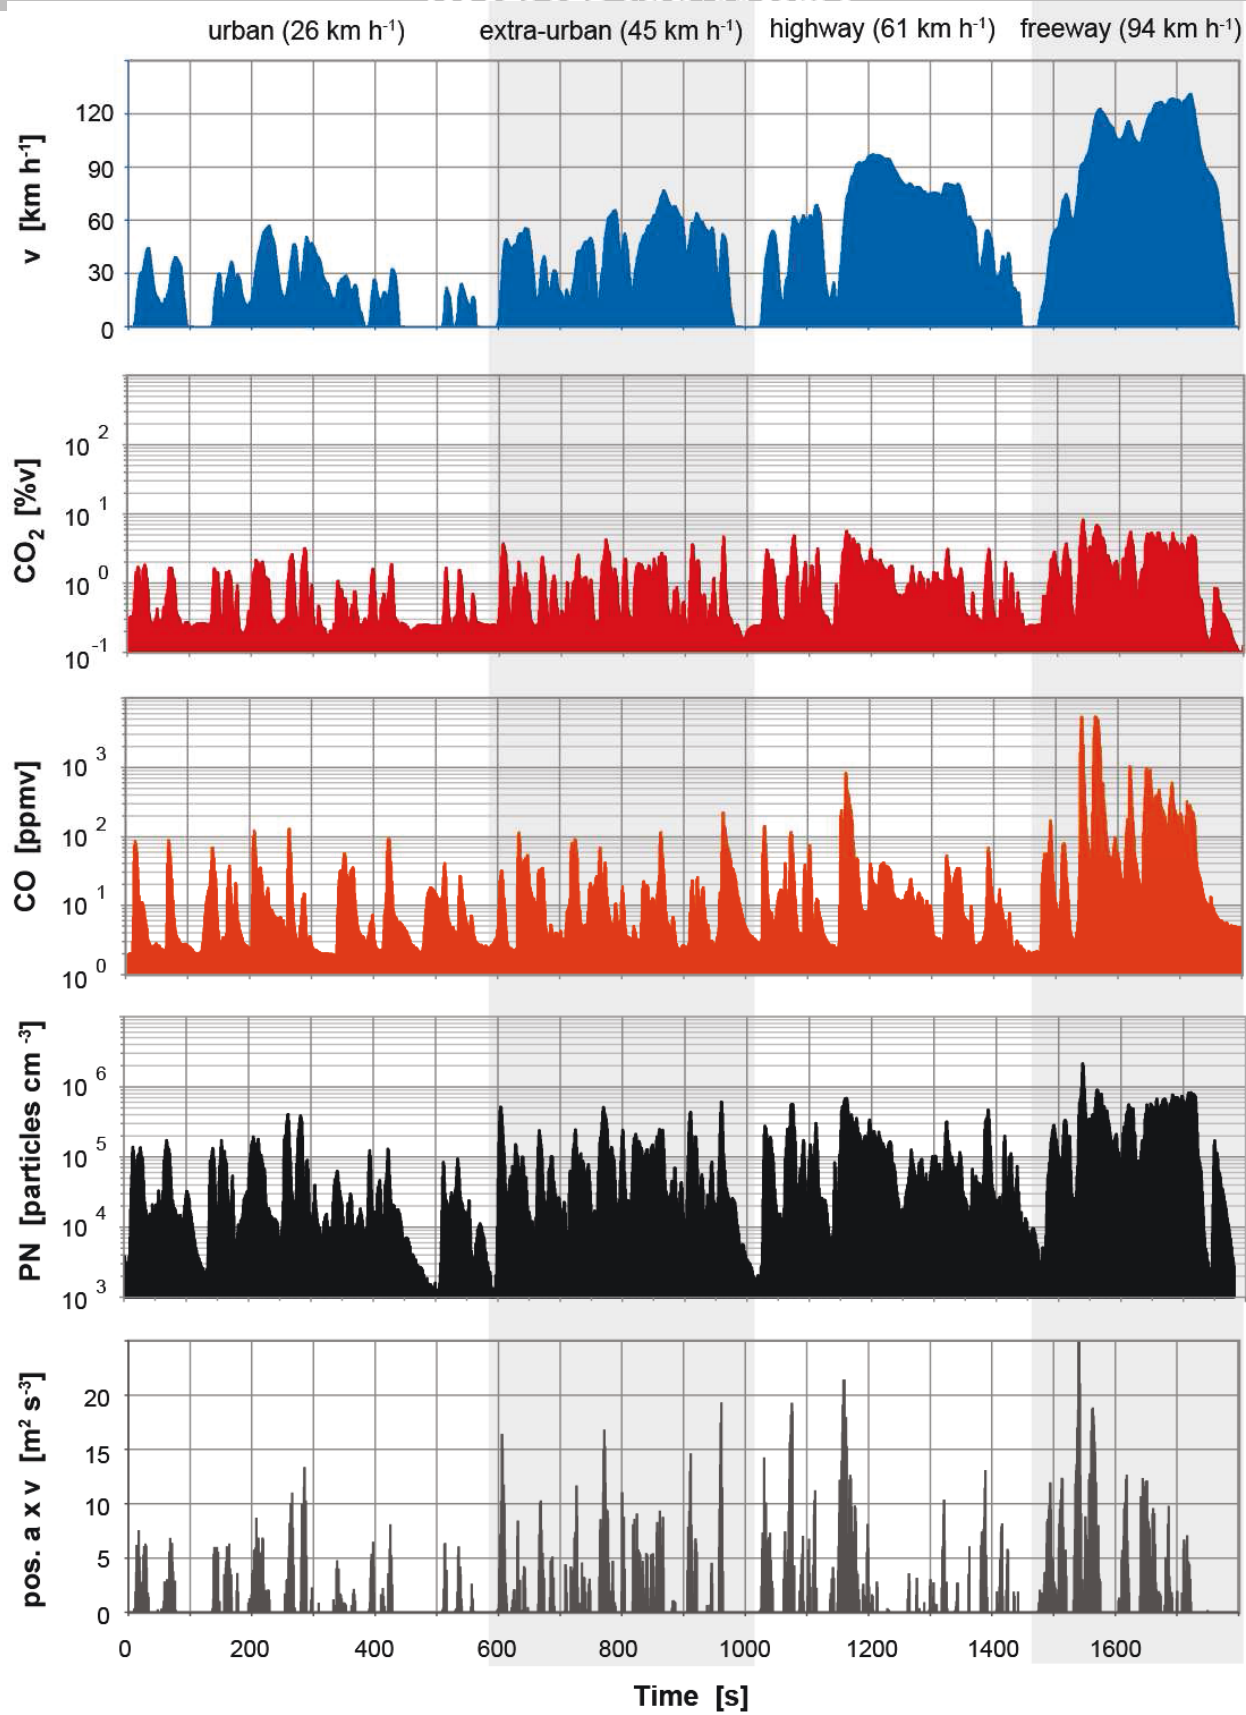 urban (26 km h-1) extra-urban (45 km h-1) highway (61 km h-1) freeway (94 km h-1)
v [km h-1]
120
90
60
30
0
CO2 [%v]
10 2
10 1
10 0
10 -1
CO [ppmv]
10 3
10 2
10 1
10 0
PN [particles cm -3]
10 6
10 5
10 4
10 3
pos. a x v [m2 s-3]
20
15
10
5
0
0 200 400 600 800 1000 1200 1400 1600
Time [s]